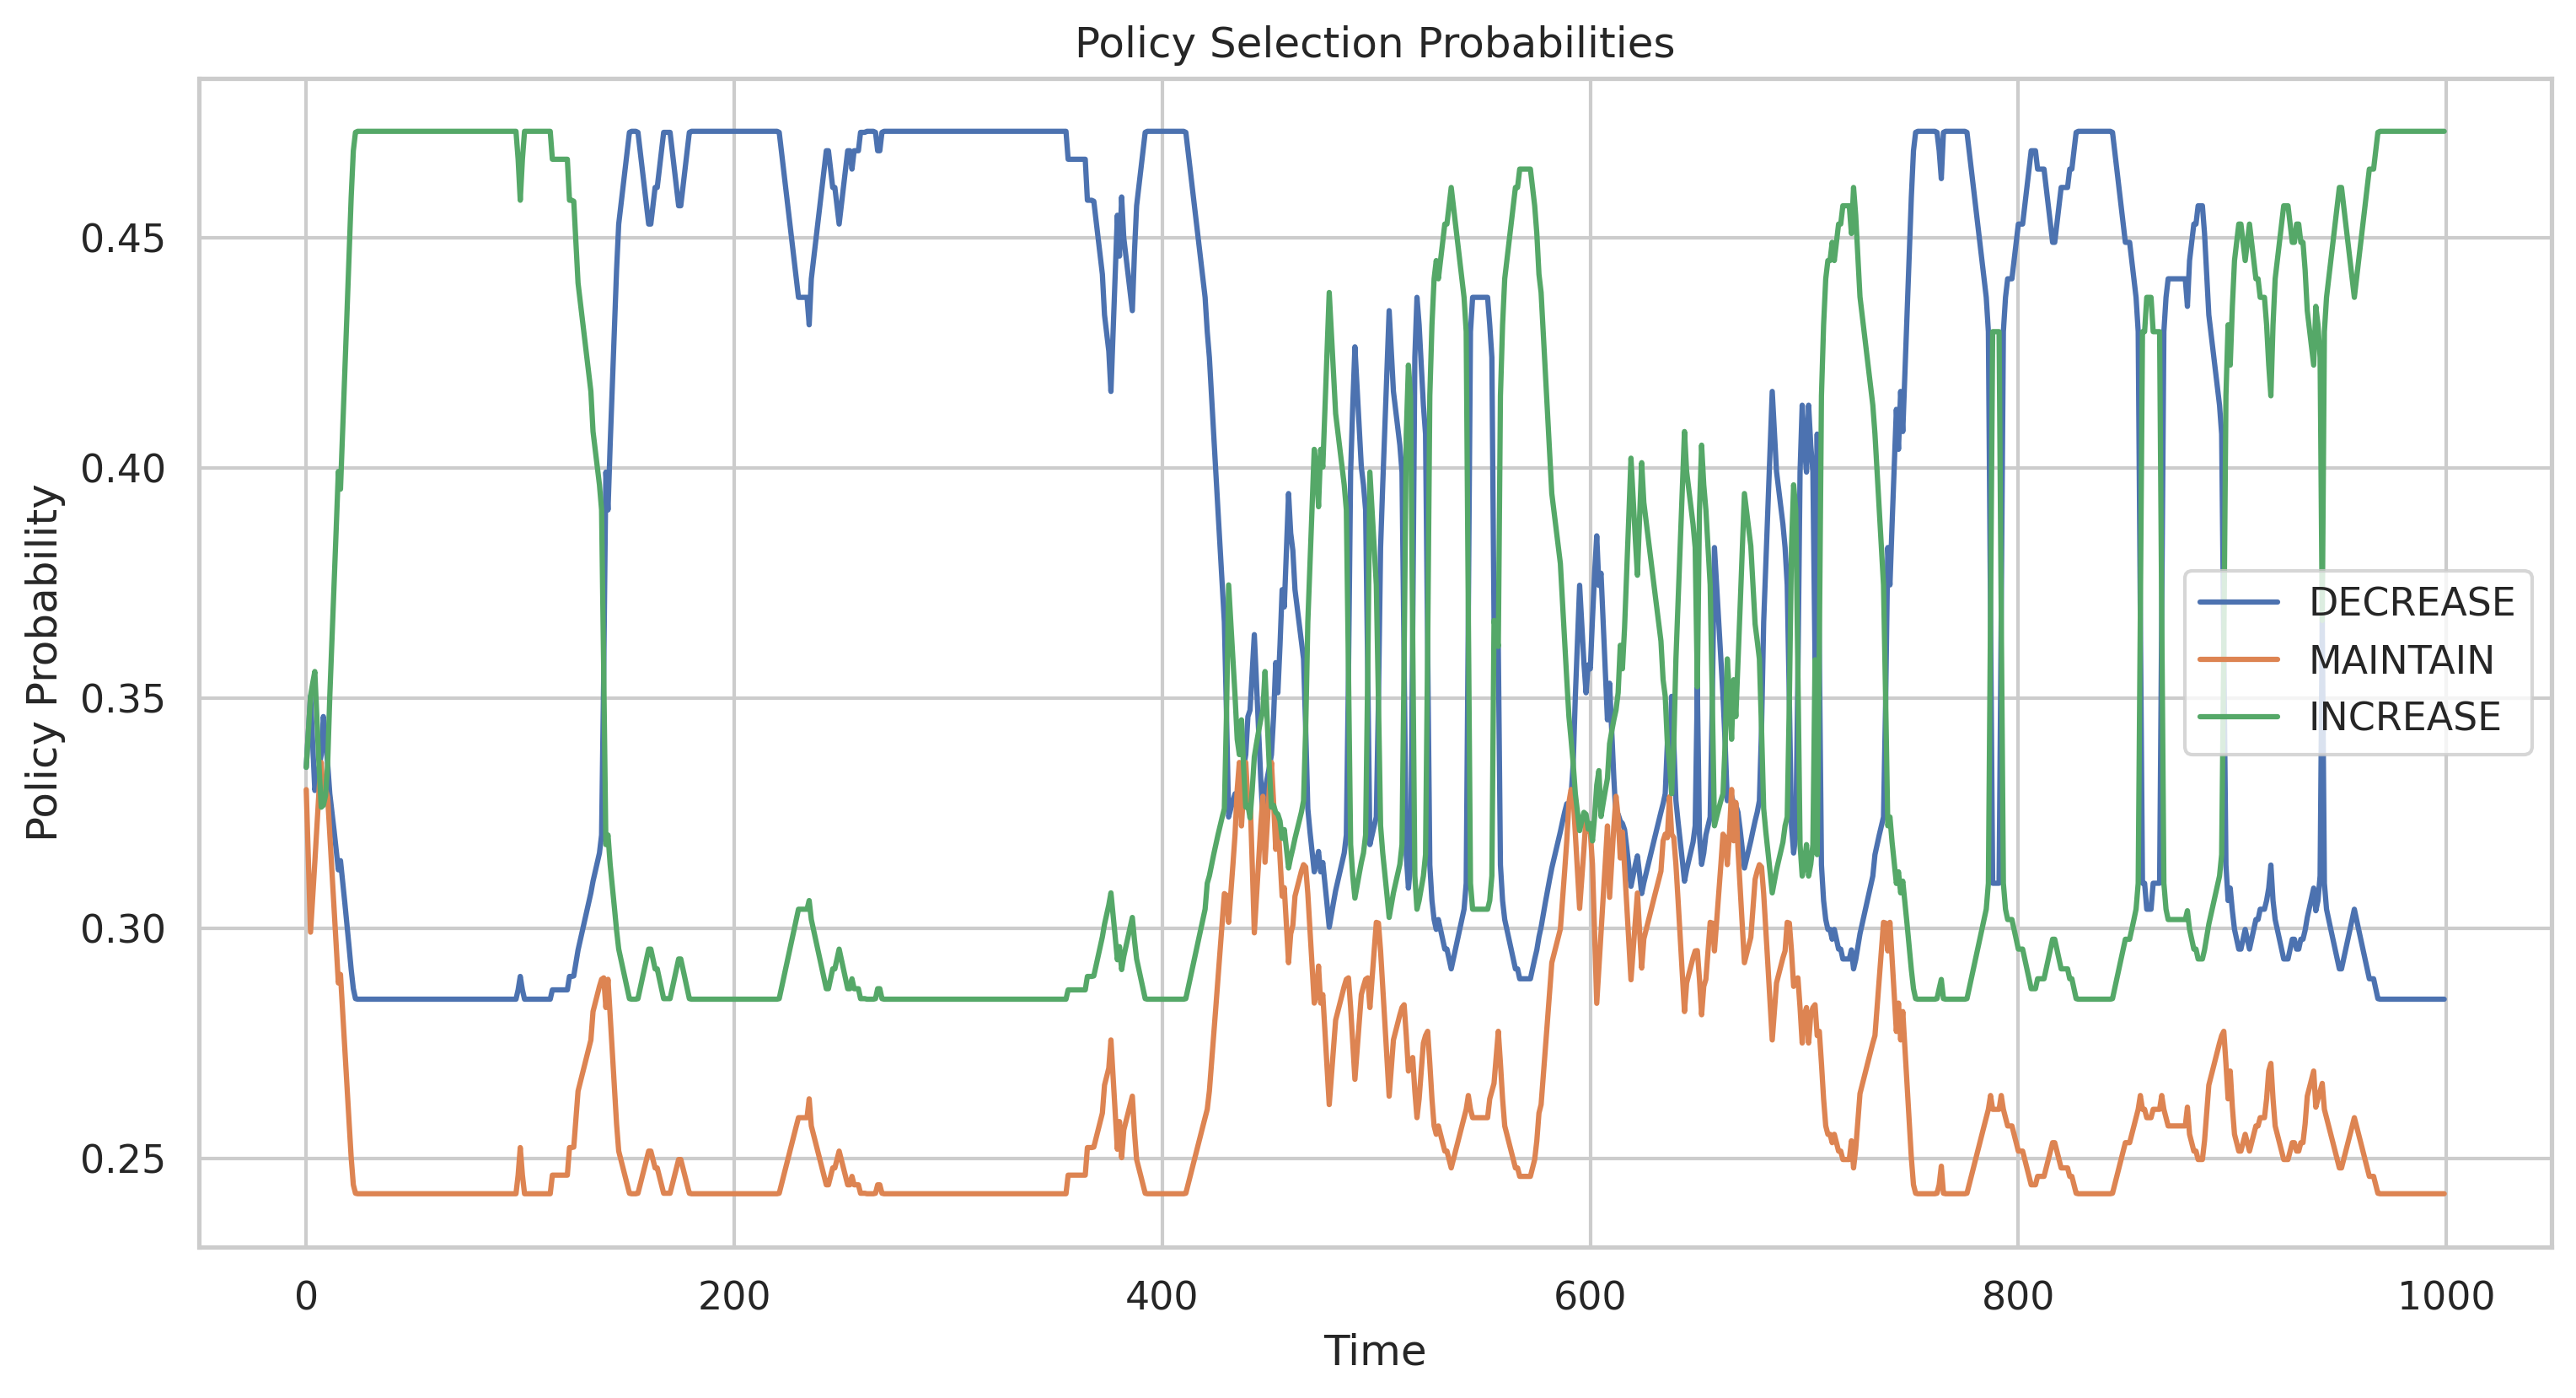 Policy Selection Probabilities
Policy Probability
0.45
0.40
0.35
0.30
0.25
DECREASE
MAINTAIN
INCREASE
0 200 400 600 800 1000
Time